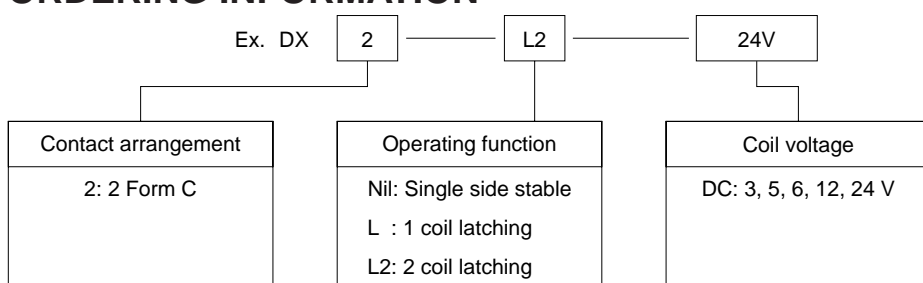 ORDERING INFORMATION
Ex. DX 2 L2 24V
Contact arrangement
2: 2 Form C
Operating function
Nil: Single side stable
L : 1 coil latching
L2: 2 coil latching
Coil voltage
DC: 3, 5, 6, 12, 24 V